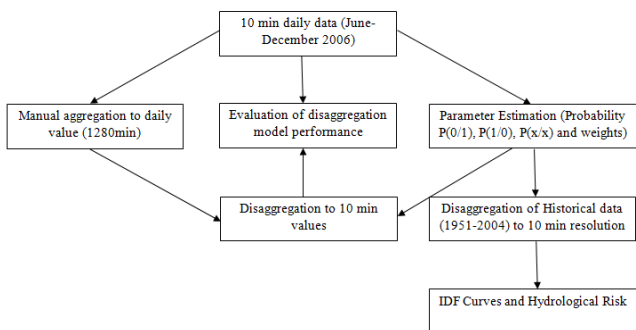 10 min daily data (June-
December 2006)
Manual aggregation to daily
value (1280min)
Evaluation of disaggregation
model performance
Parameter Estimation (Probability
P(0/1), P(1/0), P(x/x) and weights)
Disaggregation to 10 min
values
Disaggregation of Historical data
(1951-2004) to 10 min resolution
IDF Curves and Hydrological Risk